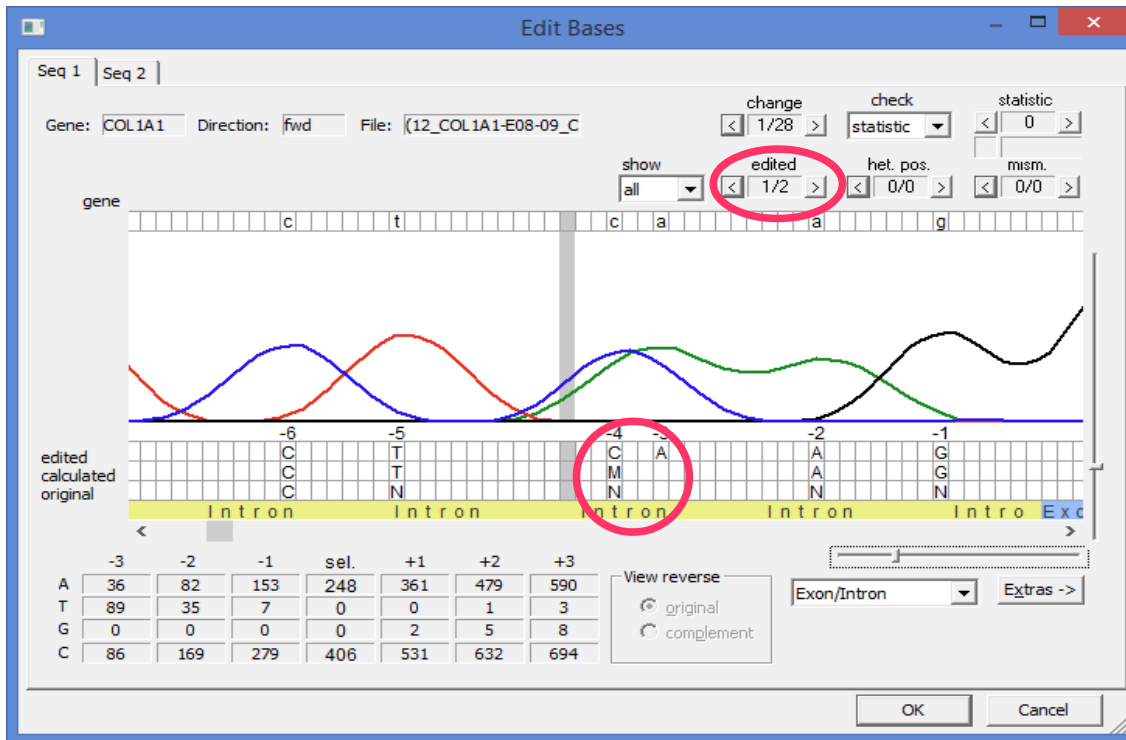 Edit Bases
Seq 1 Seq 2
change check statistic
Gene: COL1A1 Direction: fwd File: (12_COL1A1-E08-09_C < 1/28 > statistic < 0 >
show edited het. pos. mism.
all < 1/2 > < 0/0 > < 0/0 >
gene
c t c a a g
-6 -5 -4 -3 -2 -1
edited C T C A A G
calculated C T M A G
original C N N N N
Intron Intron Intron Intron Intro Exc
< >
-3 -2 -1 sel. +1 +2 +3
A 36 82 153 248 361 479 590
T 89 35 7 0 0 1 3
G 0 0 0 0 2 5 8
C 86 169 279 406 531 632 694
View reverse
original
complement
Exon/Intron Extras ->
OK Cancel